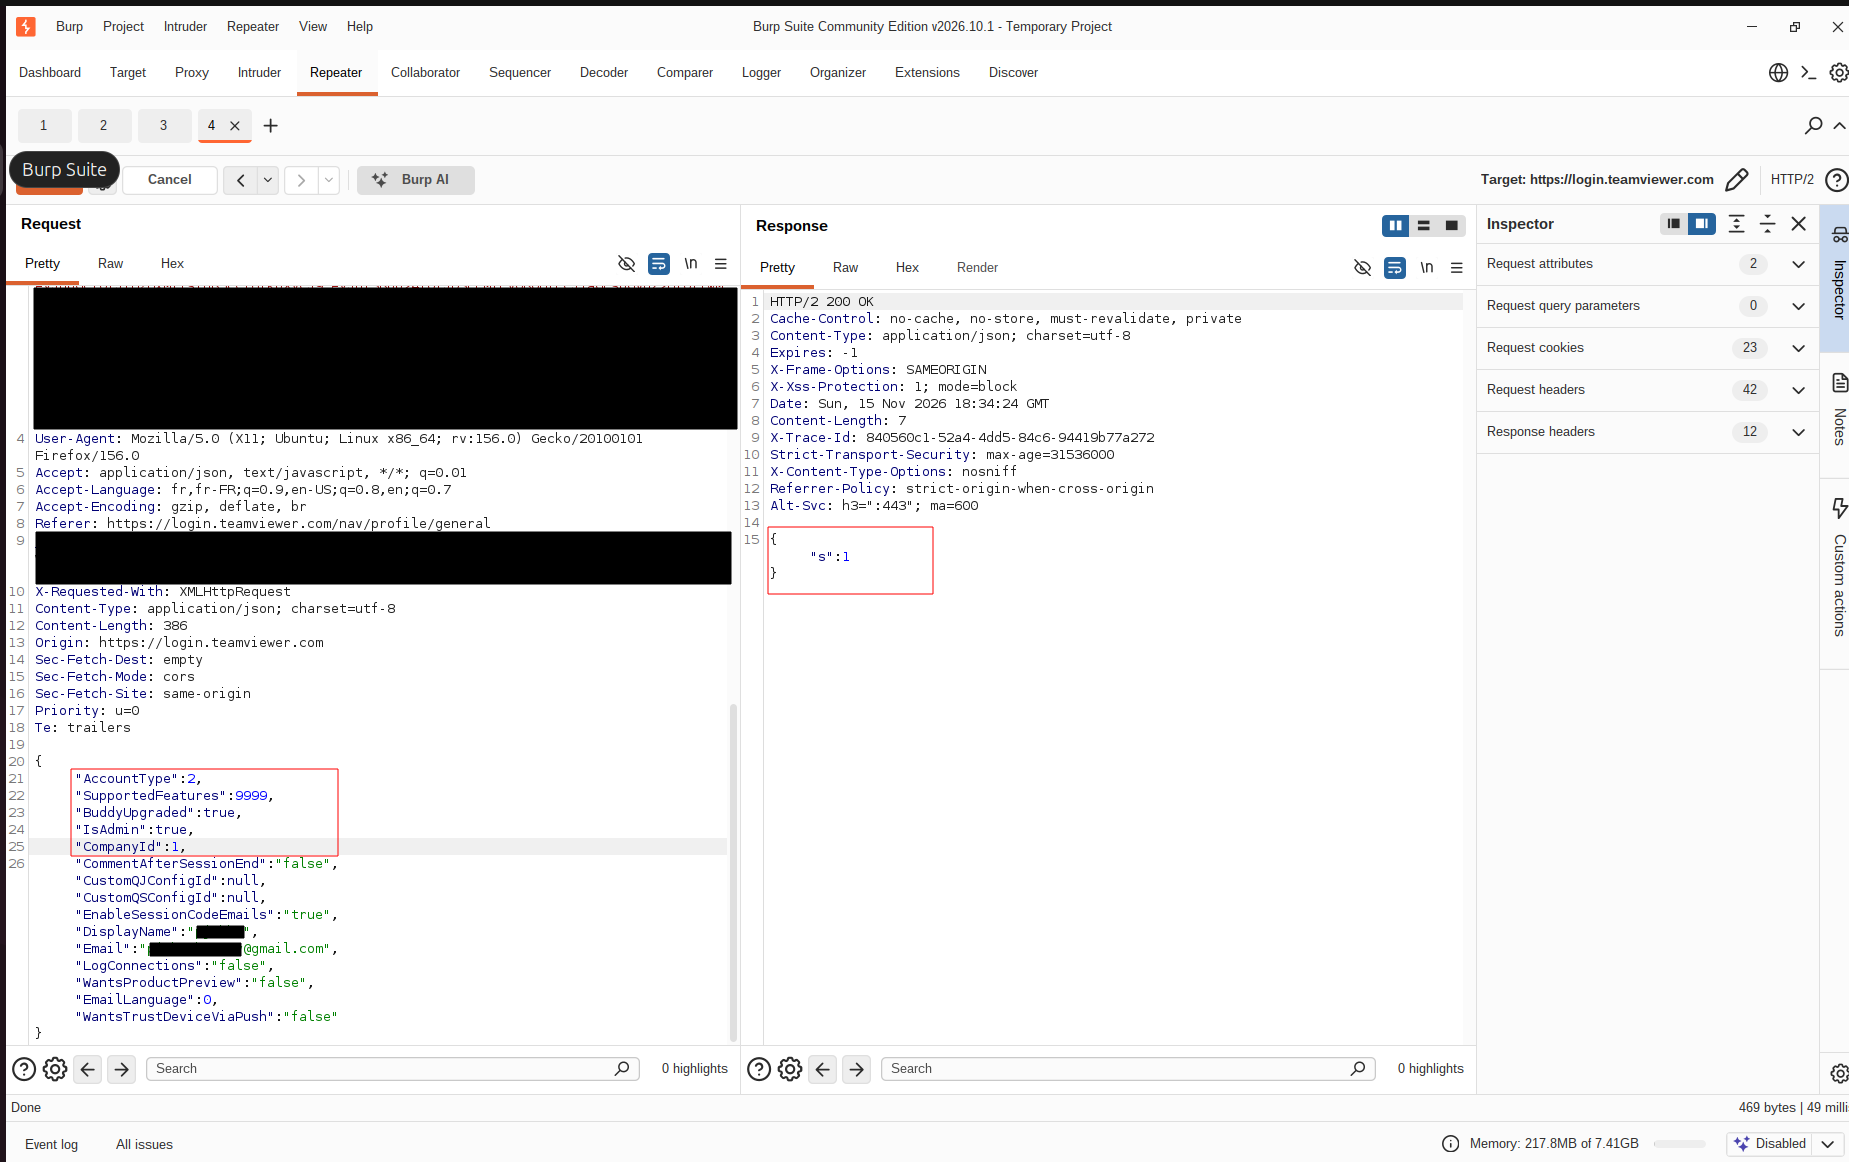 Burp Project Intruder Repeater View Help Burp Suite Community Edition v2026.10.1 - Temporary Project
Dashboard Target Proxy Intruder Repeater Collaborator Sequencer Decoder Comparer Logger Organizer Extensions Discover
1 2 3 4
Burp Suite Cancel Burp AI Target: https://login.teamviewer.com HTTP/2
Request
Pretty Raw Hex \n
4 User-Agent: Mozilla/5.0 (X11; Ubuntu; Linux x86_64; rv:156.0) Gecko/20100101
Firefox/156.0
5 Accept: application/json, text/javascript, */*; q=0.01
6 Accept-Language: fr,fr-FR;q=0.9,en-US;q=0.8,en;q=0.7
7 Accept-Encoding: gzip, deflate, br
8 Referer: https://login.teamviewer.com/nav/profile/general
9
10 X-Requested-With: XMLHttpRequest
11 Content-Type: application/json; charset=utf-8
12 Content-Length: 386
13 Origin: https://login.teamviewer.com
14 Sec-Fetch-Dest: empty
15 Sec-Fetch-Mode: cors
16 Sec-Fetch-Site: same-origin
17 Priority: u=0
18 Te: trailers
19
20 {
21 "AccountType":2,
22 "SupportedFeatures":9999,
23 "BuddyUpgraded":true,
24 "IsAdmin":true,
25 "CompanyId":1,
26 "CommentAfterSessionEnd":"false",
"CustomQJConfigId":null,
"CustomQSConfigId":null,
"EnableSessionCodeEmails":"true",
"DisplayName":"",
"Email":"@gmail.com",
"LogConnections":"false",
"WantsProductPreview":"false",
"EmailLanguage":0,
"WantsTrustDeviceViaPush":"false"
}
Search 0 highlights
Response
Pretty Raw Hex Render \n
1 HTTP/2 200 OK
2 Cache-Control: no-cache, no-store, must-revalidate, private
3 Content-Type: application/json; charset=utf-8
4 Expires: -1
5 X-Frame-Options: SAMEORIGIN
6 X-Xss-Protection: 1; mode=block
7 Date: Sun, 15 Nov 2026 18:34:24 GMT
8 Content-Length: 7
9 X-Trace-Id: 840560c1-52a4-4dd5-84c6-94419b77a272
10 Strict-Transport-Security: max-age=31536000
11 X-Content-Type-Options: nosniff
12 Referrer-Policy: strict-origin-when-cross-origin
13 Alt-Svc: h3=":443"; ma=600
14
15 {
"s":1
}
Search 0 highlights
Inspector
Request attributes 2
Request query parameters 0
Request cookies 23
Request headers 42
Response headers 12
Inspector
Notes
Custom actions
Done 469 bytes | 49 milli
Event log All issues Memory: 217.8MB of 7.41GB Disabled